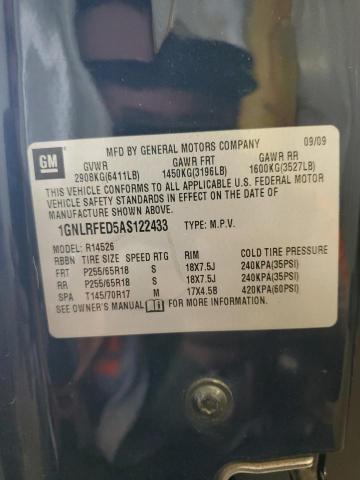 MFD BY GENERAL MOTORS COMPANY 09/09
GM
GVWR GAWR FRT GAWR RR
2908KG(6411LB) 1450KG(3196LB) 1600KG(3527LB)
THIS VEHICLE CONFORMS TO ALL APPLICABLE U.S. FEDERAL MOTOR
VEHICLE SAFETY STANDARDS IN EFFECT ON THE DATE OF
MANUFACTURE SHOWN ABOVE.
1GNLRFED5AS122433 TYPE: M.P.V.
MODEL: R14526
RBBN TIRE SIZE SPEED RTG RIM COLD TIRE PRESSURE
FRT P255/65R18 S 18X7.5J 240KPA(35PSI)
RR P255/65R18 S 18X7.5J 240KPA(35PSI)
SPA T145/70R17 M 17X4.5B 420KPA(60PSI)
SEE OWNER'S MANUAL FOR MORE INFORMATION.